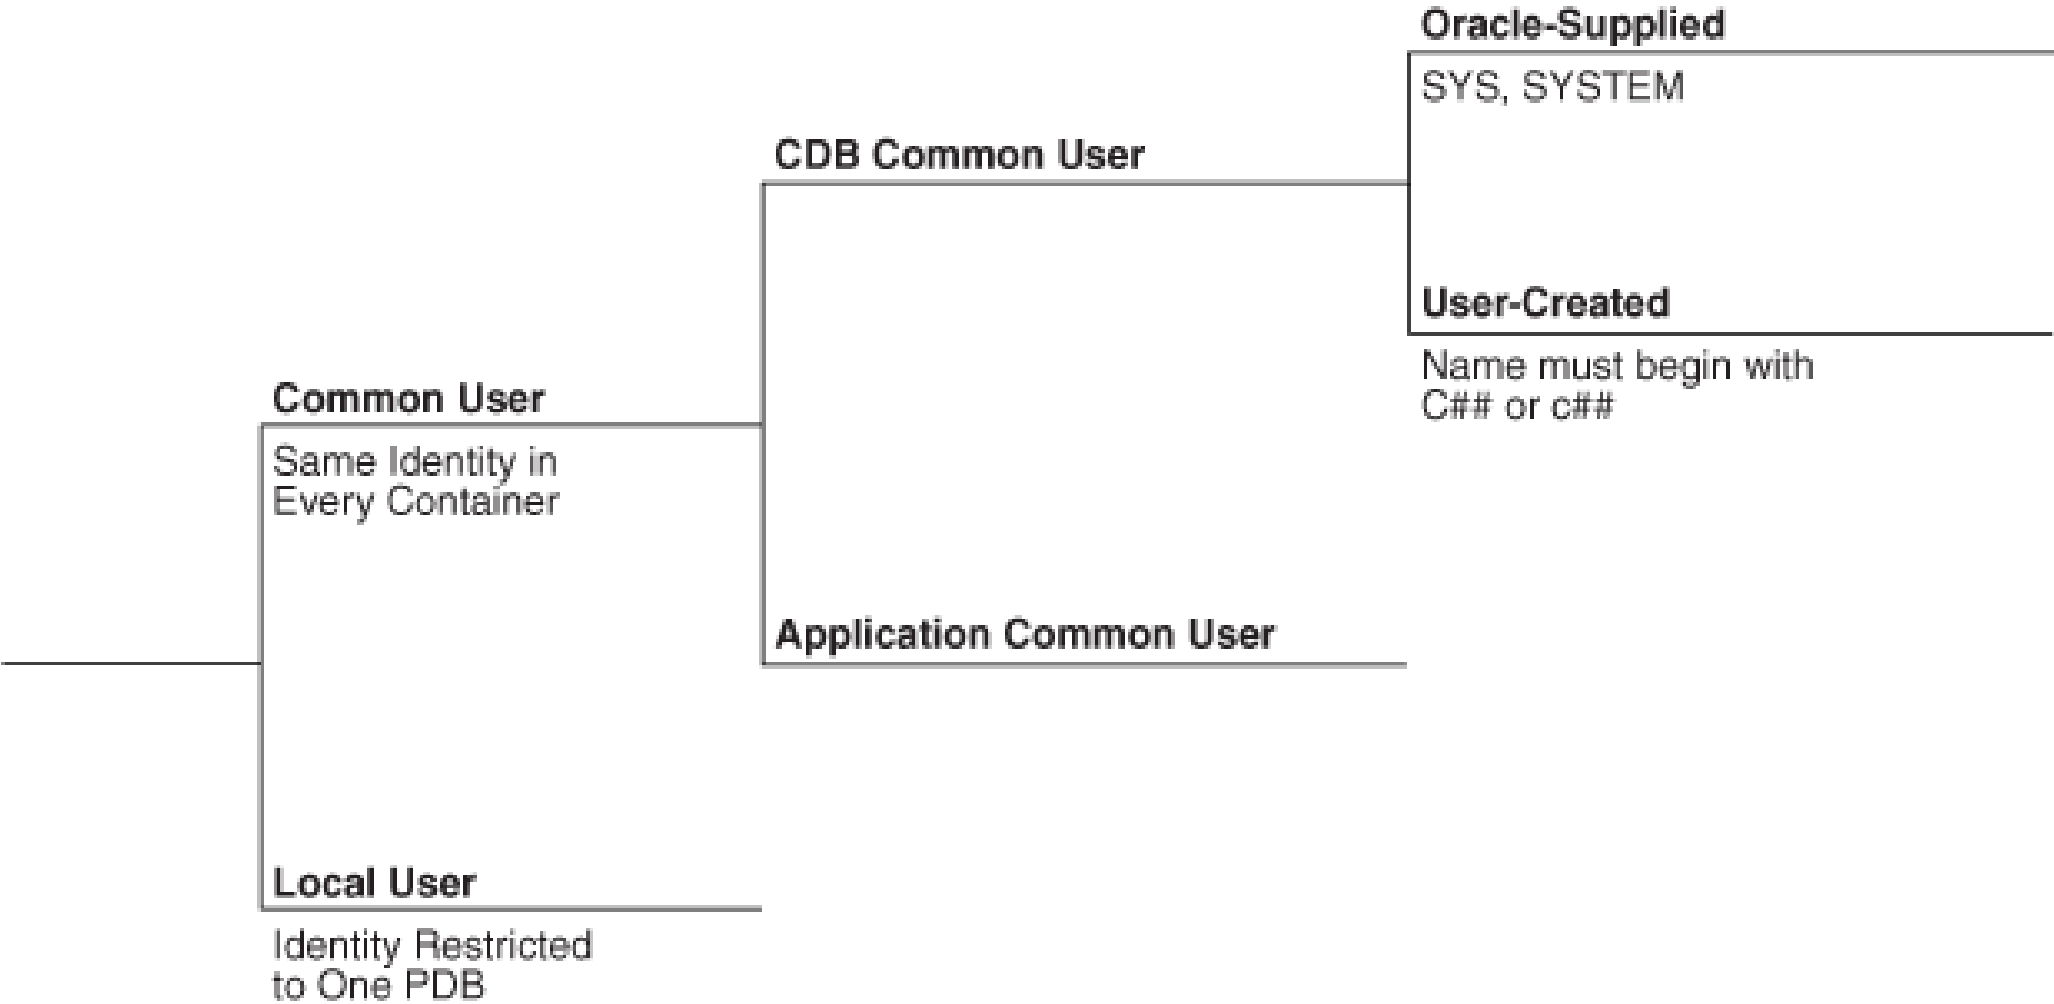 Oracle-Supplied
SYS, SYSTEM
CDB Common User
User-Created
Name must begin with
C## or c##
Common User
Same Identity in
Every Container
Application Common User
Local User
Identity Restricted
to One PDB